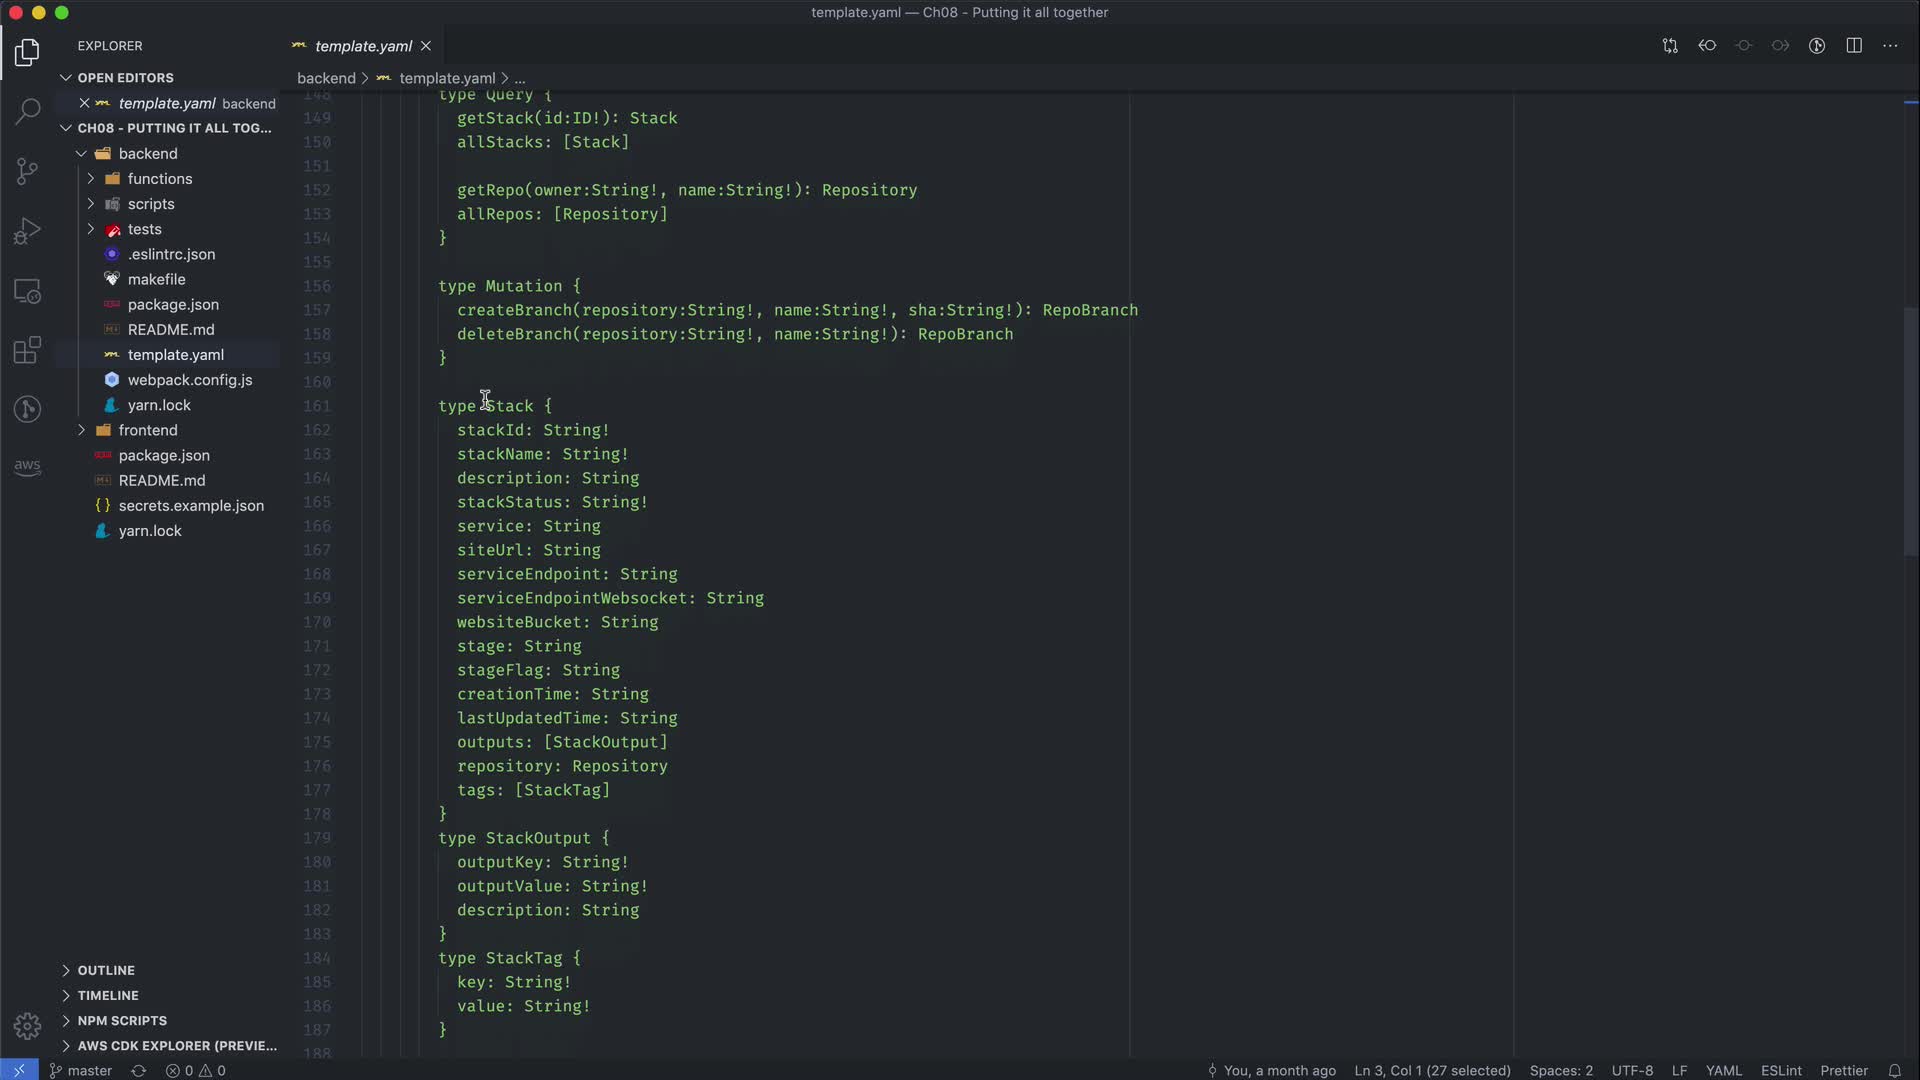 template.yaml — Ch08 - Putting it all together
EXPLORER
OPEN EDITORS
template.yaml backend
CH08 - PUTTING IT ALL TOG...
backend
functions
scripts
tests
.eslintrc.json
makefile
package.json
README.md
template.yaml
webpack.config.js
yarn.lock
frontend
package.json
README.md
secrets.example.json
yarn.lock
OUTLINE
TIMELINE
NPM SCRIPTS
AWS CDK EXPLORER (PREVIE...
aws
template.yaml
backend > template.yaml > ...
148 type Query {
149 getStack(id:ID!): Stack
150 allStacks: [Stack]
151
152 getRepo(owner:String!, name:String!): Repository
153 allRepos: [Repository]
154 }
155
156 type Mutation {
157 createBranch(repository:String!, name:String!, sha:String!): RepoBranch
158 deleteBranch(repository:String!, name:String!): RepoBranch
159 }
160
161 type Stack {
162 stackId: String!
163 stackName: String!
164 description: String
165 stackStatus: String!
166 service: String
167 siteUrl: String
168 serviceEndpoint: String
169 serviceEndpointWebsocket: String
170 websiteBucket: String
171 stage: String
172 stageFlag: String
173 creationTime: String
174 lastUpdatedTime: String
175 outputs: [StackOutput]
176 repository: Repository
177 tags: [StackTag]
178 }
179 type StackOutput {
180 outputKey: String!
181 outputValue: String!
182 description: String
183 }
184 type StackTag {
185 key: String!
186 value: String!
187 }
188
master 0 0 You, a month ago Ln 3, Col 1 (27 selected) Spaces: 2 UTF-8 LF YAML ESLint Prettier